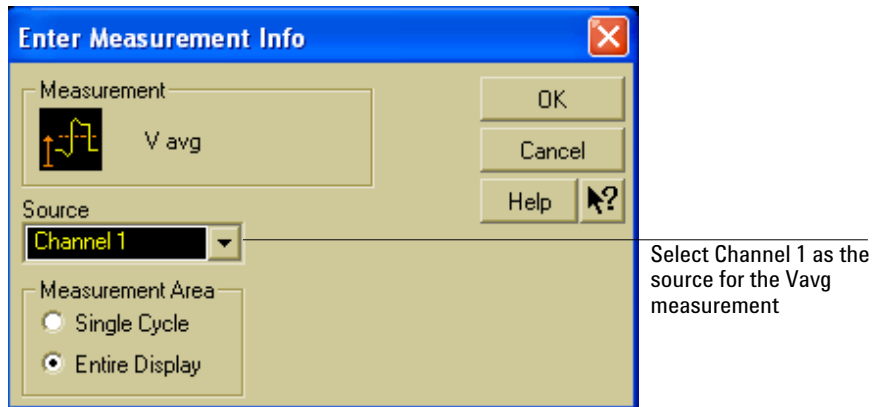 Enter Measurement Info
Measurement
V avg
OK
Cancel
Help
?
Source
Channel 1
Measurement Area
Single Cycle
Entire Display
Select Channel 1 as the
source for the Vavg
measurement